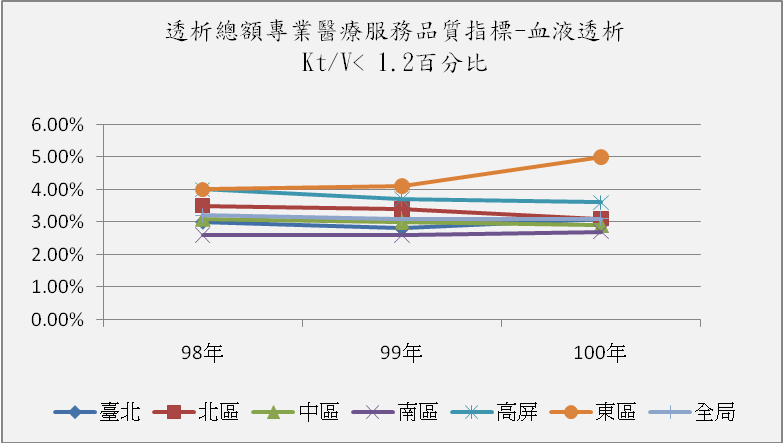 透析總額專業醫療服務品質指標-血液透析
Kt/V< 1.2百分比
6.00%
5.00%
4.00%
3.00%
2.00%
1.00%
0.00%
98年 99年 100年
臺北 北區 中區 南區 高屏 東區 全局